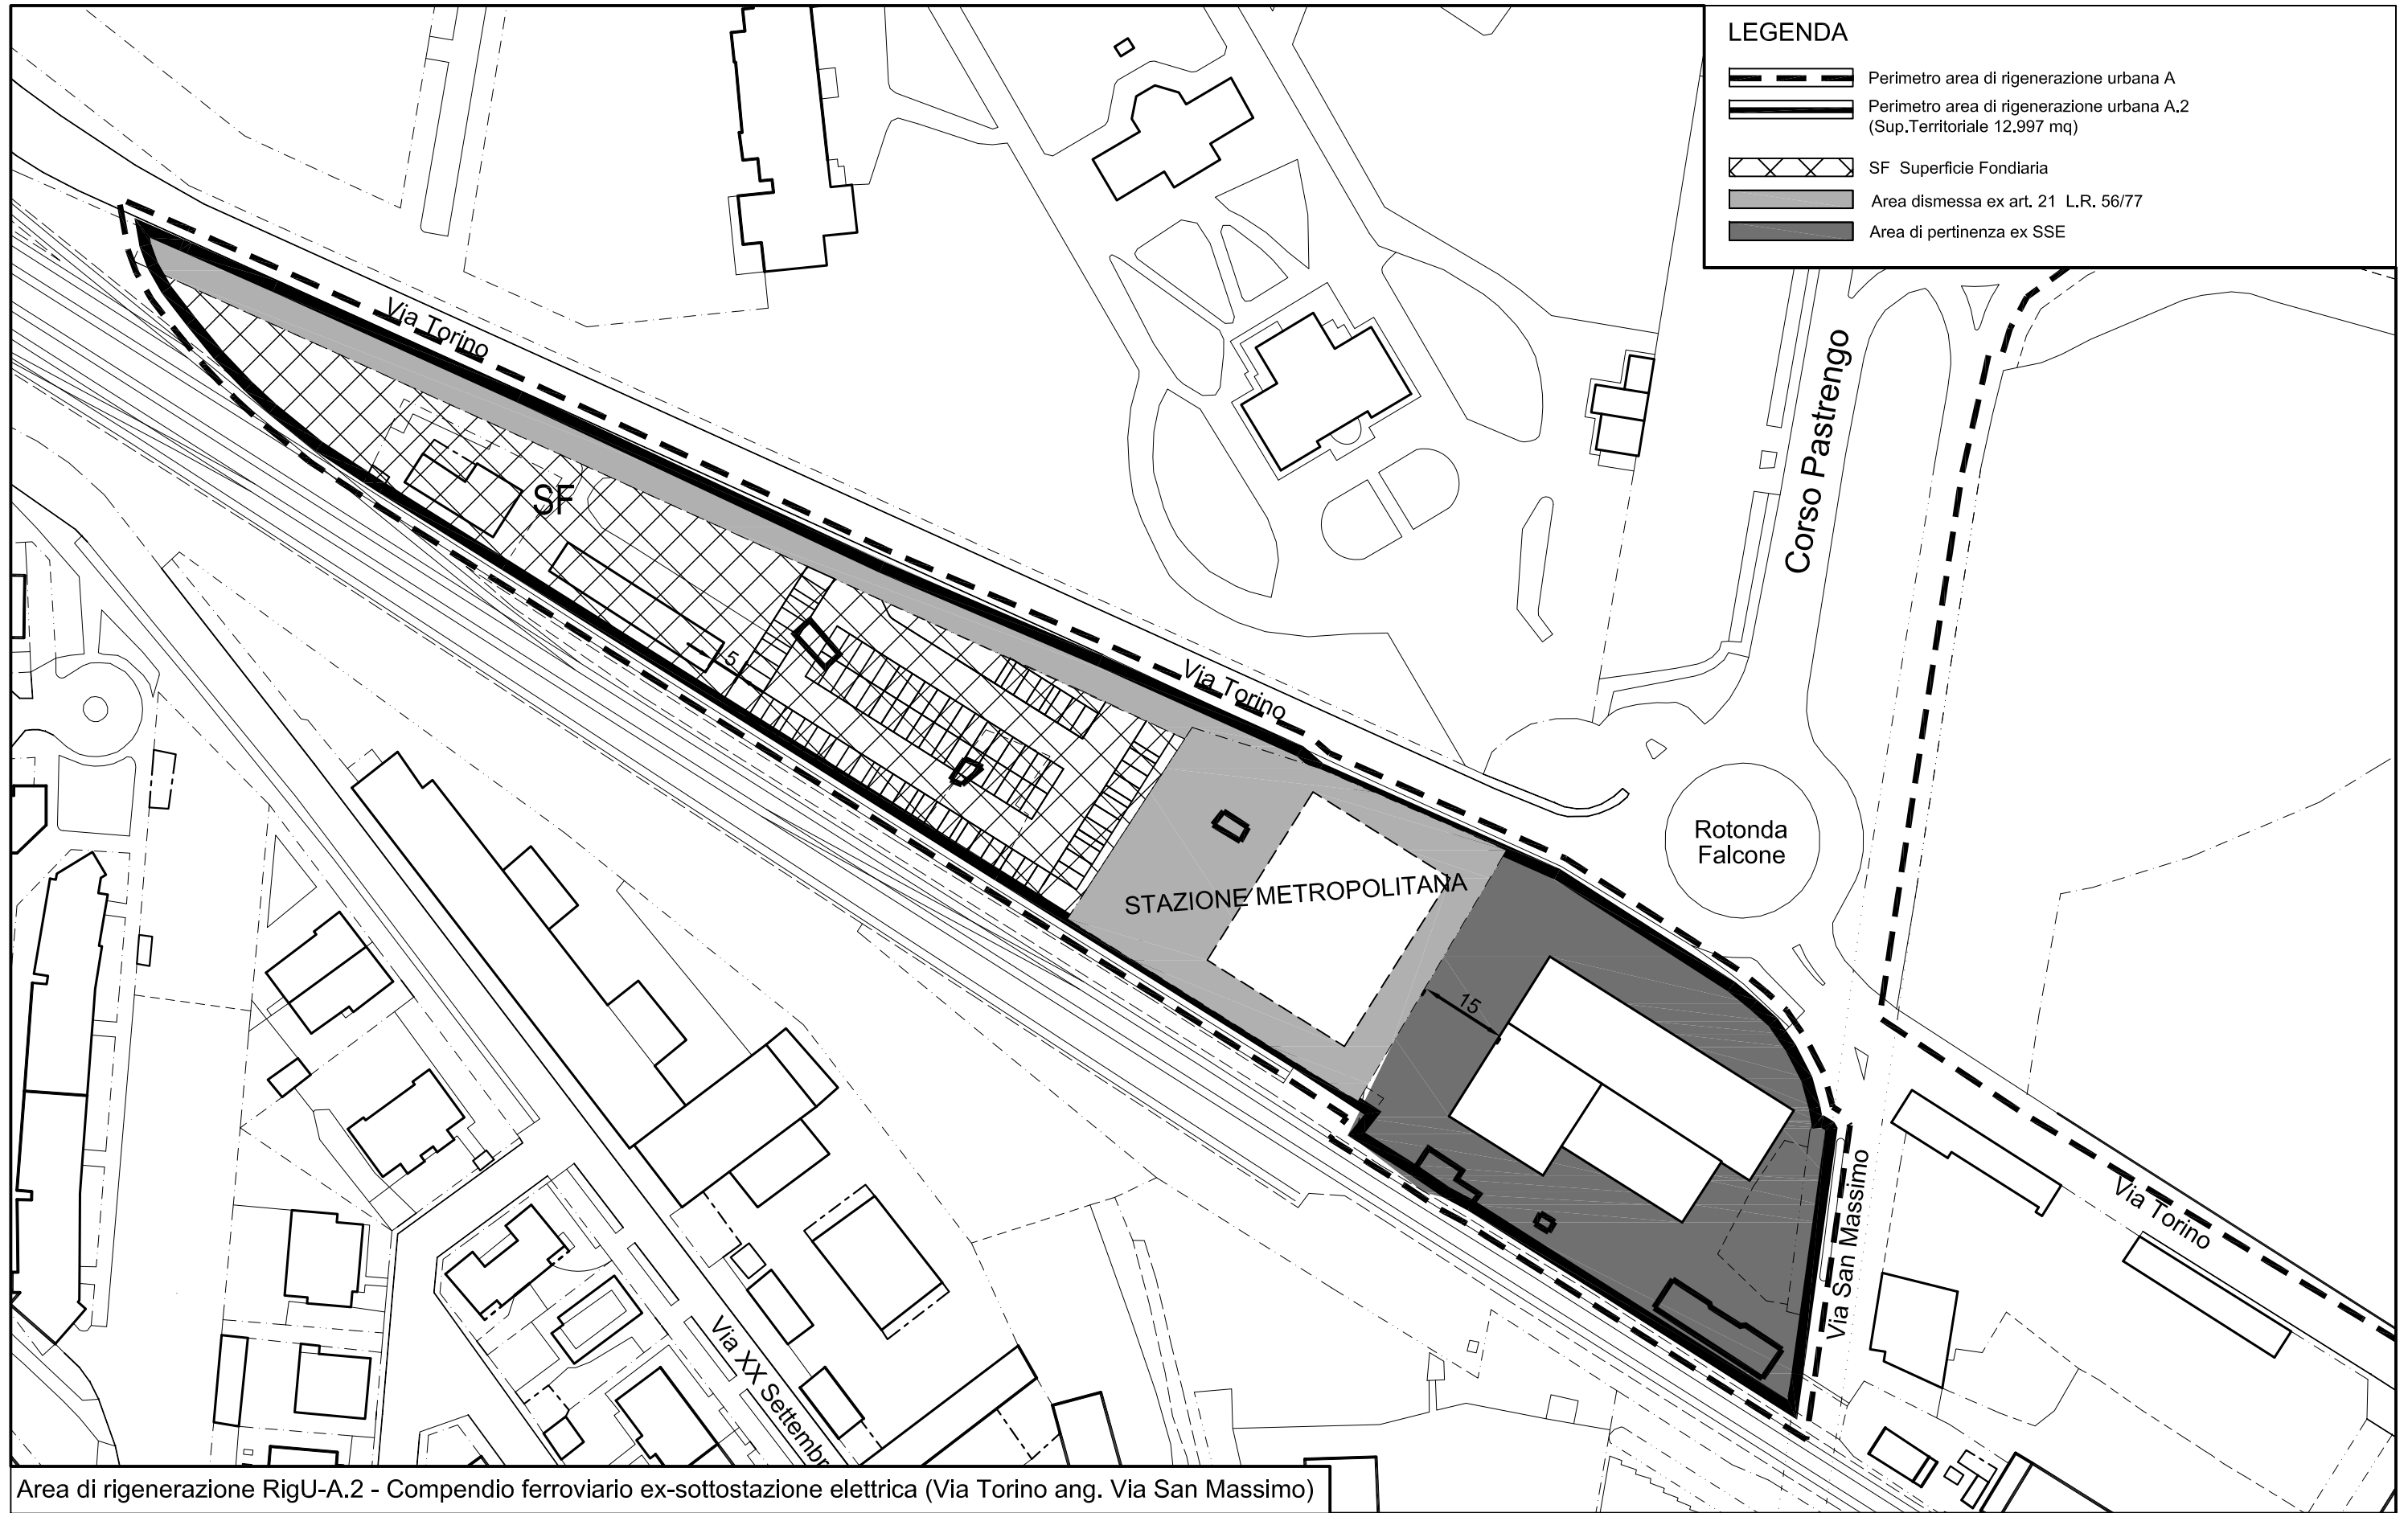 LEGENDA
Perimetro area di rigenerazione urbana A
Perimetro area di rigenerazione urbana A.2
(Sup.Territoriale 12.997 mq)
SF Superficie Fondiaria
Area dismessa ex art. 21 L.R. 56/77
Area di pertinenza ex SSE
Via Torino
Corso Pastrengo
SF
5
Via Torino
Rotonda
Falcone
STAZIONE METROPOLITANA
15
Via San Massimo
Via Torino
Via XX Settembr
Area di rigenerazione RigU-A.2 - Compendio ferroviario ex-sottostazione elettrica (Via Torino ang. Via San Massimo)